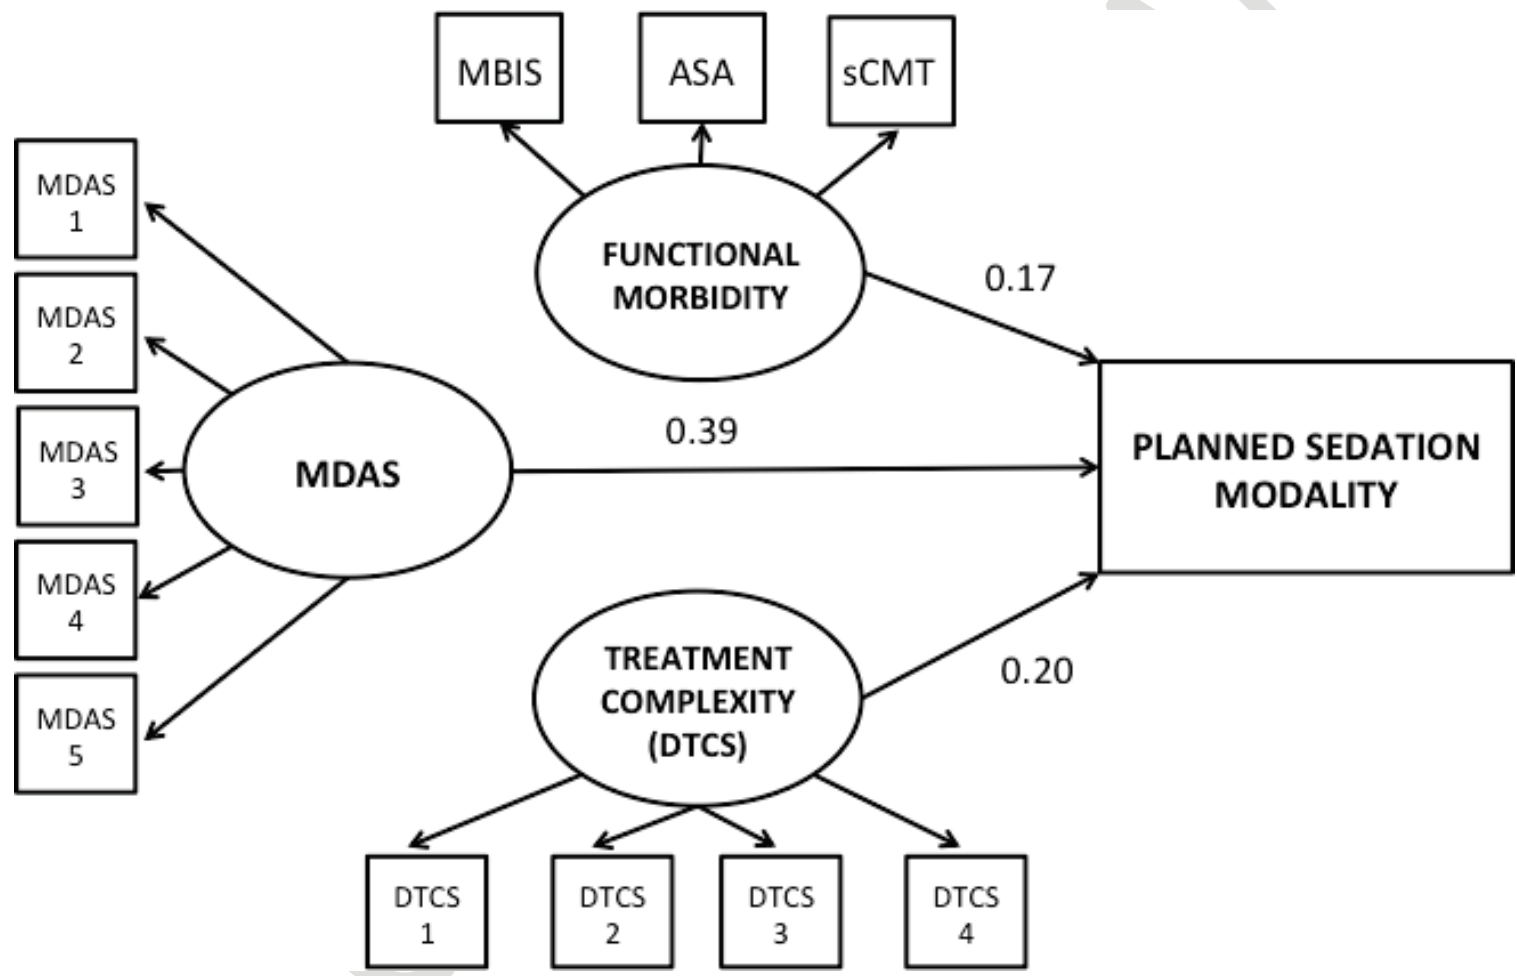 MBIS
ASA
sCMT
MDAS
1
MDAS
2
MDAS
3
MDAS
4
MDAS
5
FUNCTIONAL
MORBIDITY
0.17
MDAS
0.39
PLANNED SEDATION
MODALITY
TREATMENT
COMPLEXITY
(DTCS)
0.20
DTCS
1
DTCS
2
DTCS
3
DTCS
4